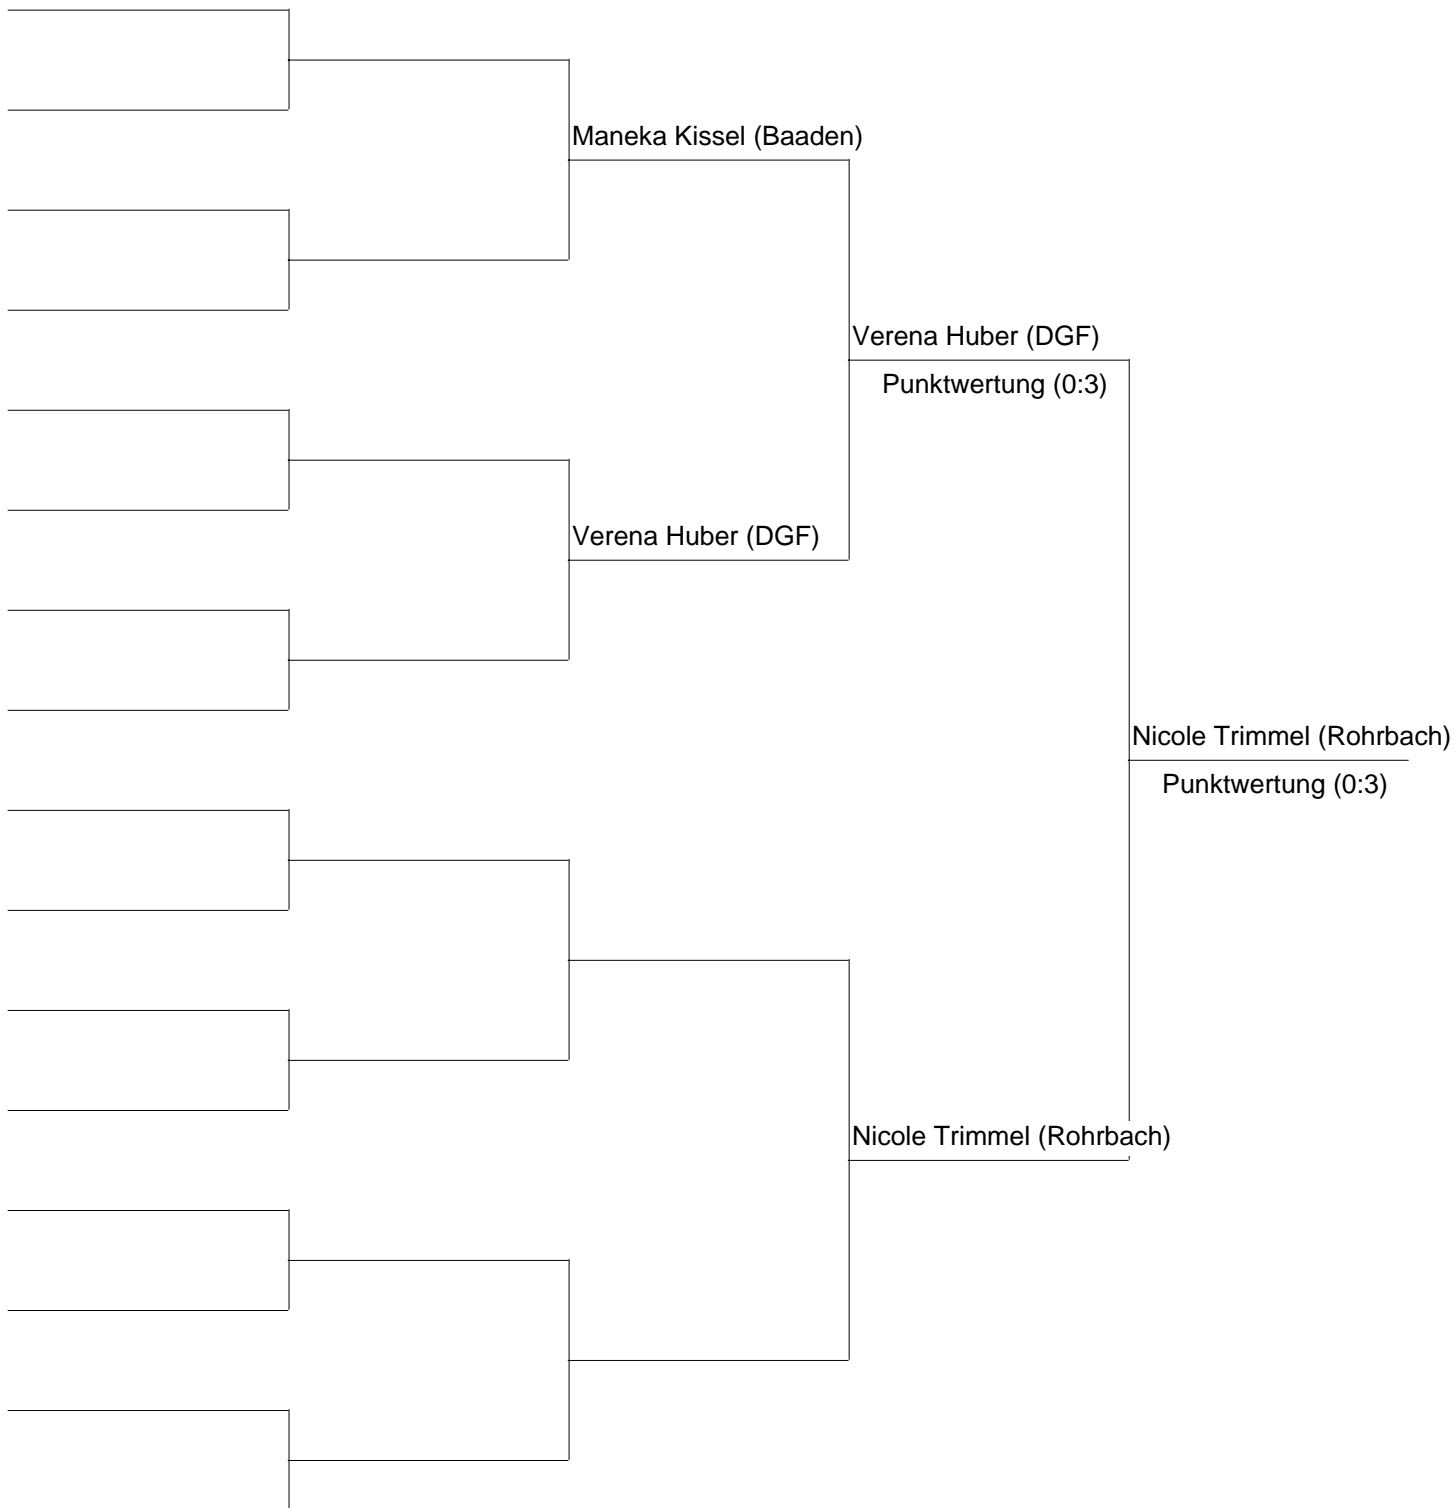 Maneka Kissel (Baaden)
Verena Huber (DGF)
Punktwertung (0:3)
Verena Huber (DGF)
Nicole Trimmel (Rohrbach)
Punktwertung (0:3)
Nicole Trimmel (Rohrbach)